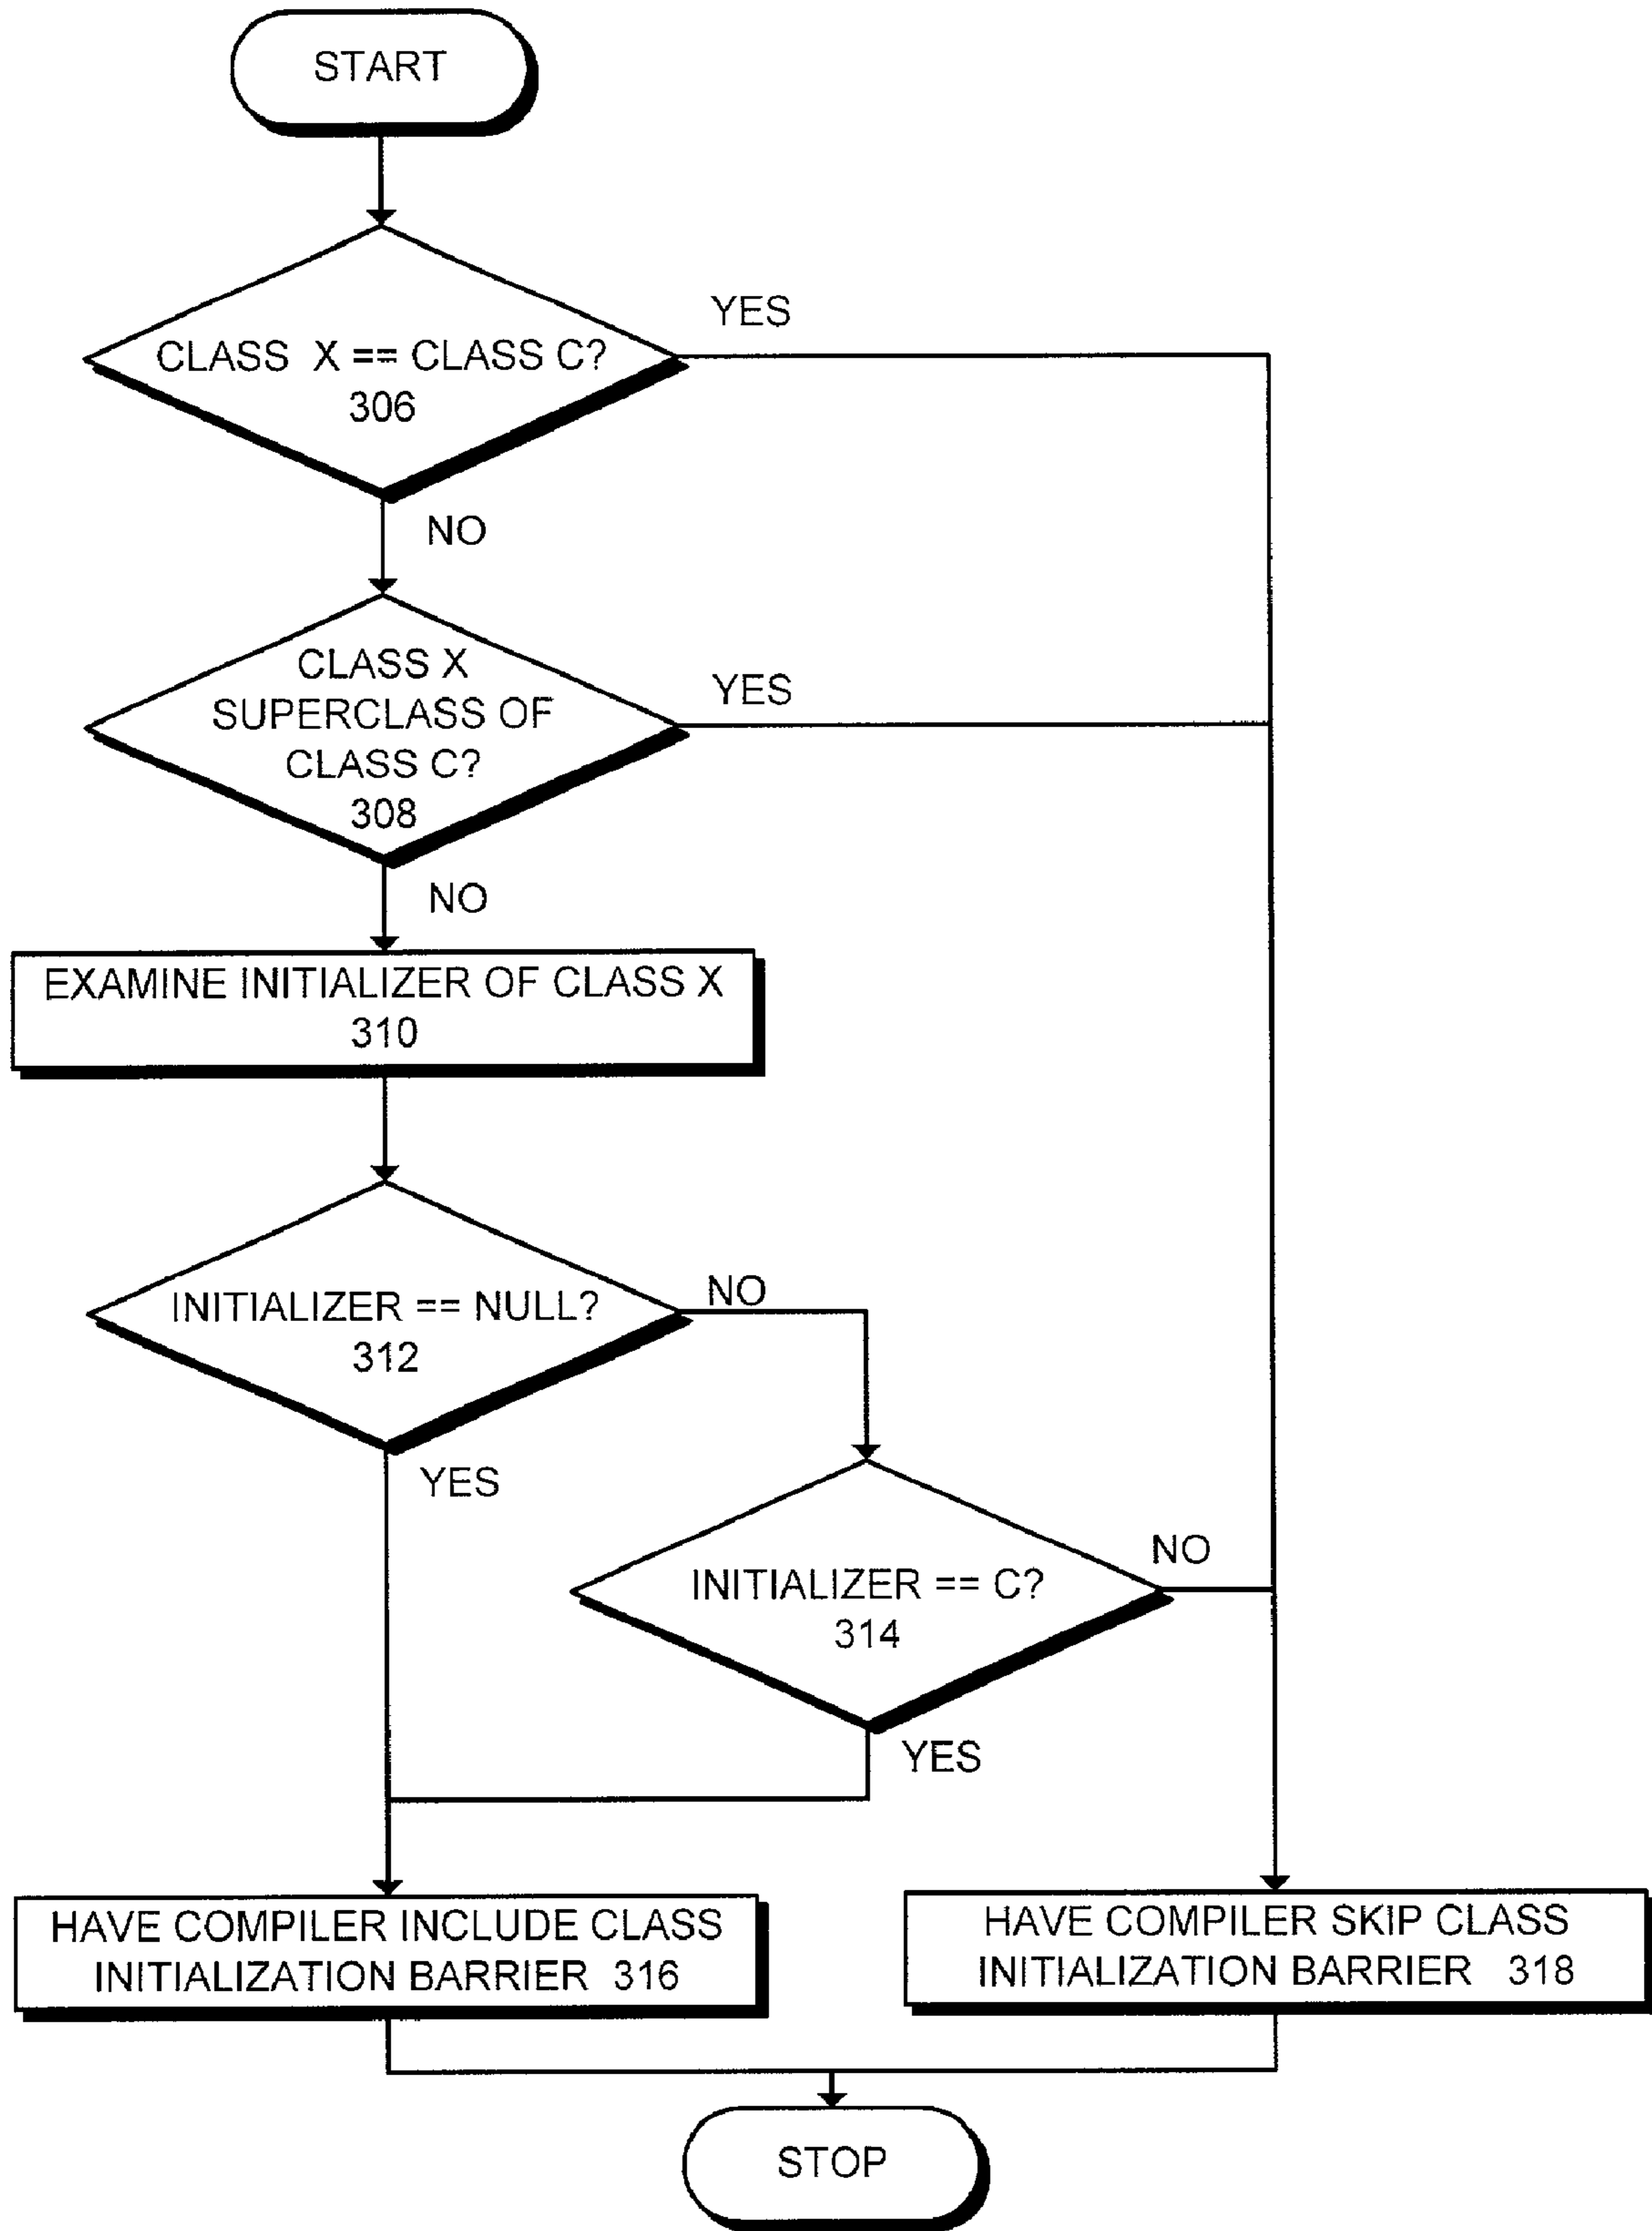 START
CLASS X == CLASS C?
306
YES
NO
CLASS X
SUPERCLASS OF
CLASS C?
308
YES
NO
EXAMINE INITIALIZER OF CLASS X
310
INITIALIZER == NULL?
312
NO
YES
INITIALIZER == C?
314
NO
YES
HAVE COMPILER INCLUDE CLASS
INITIALIZATION BARRIER 316
HAVE COMPILER SKIP CLASS
INITIALIZATION BARRIER 318
STOP